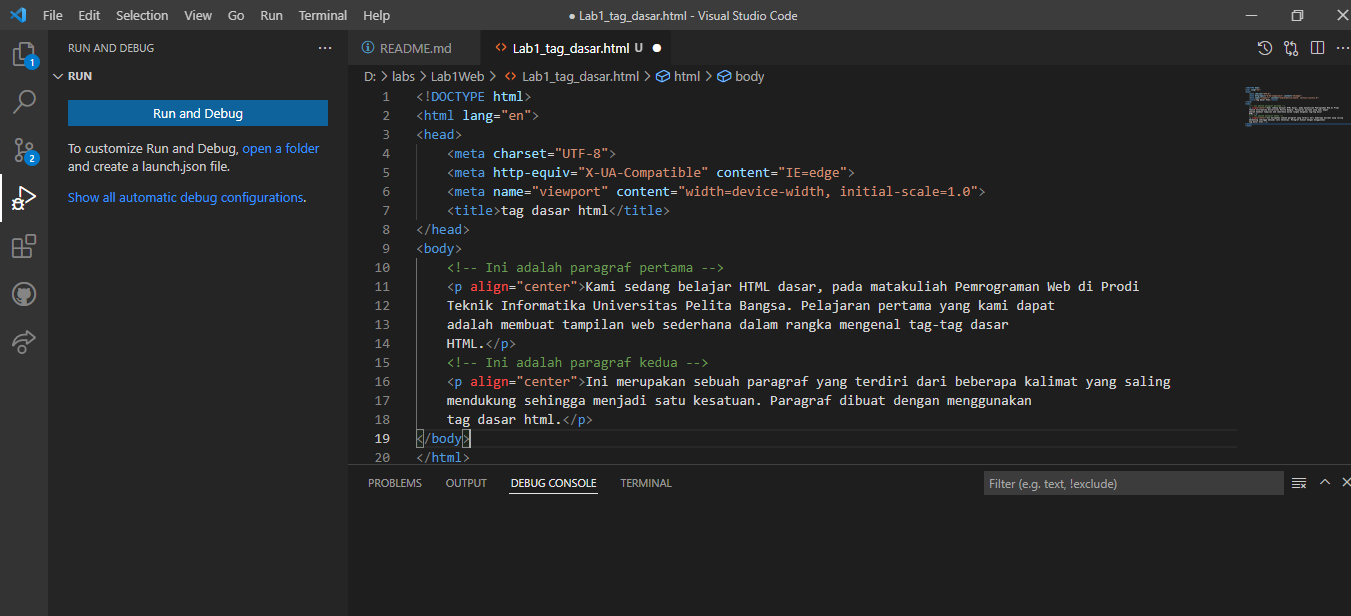 File Edit Selection View Go Run Terminal Help
● Lab1_tag_dasar.html - Visual Studio Code
RUN AND DEBUG ···
RUN
Run and Debug
To customize Run and Debug, open a folder
and create a launch.json file.
Show all automatic debug configurations.
1
2
README.md
Lab1_tag_dasar.html U ●
D: > labs > Lab1Web > Lab1_tag_dasar.html > html > body
1 <!DOCTYPE html>
2 <html lang="en">
3 <head>
4 <meta charset="UTF-8">
5 <meta http-equiv="X-UA-Compatible" content="IE=edge">
6 <meta name="viewport" content="width=device-width, initial-scale=1.0">
7 <title>tag dasar html</title>
8 </head>
9 <body>
10 <!-- Ini adalah paragraf pertama -->
11 <p align="center">Kami sedang belajar HTML dasar, pada matakuliah Pemrograman Web di Prodi
12 Teknik Informatika Universitas Pelita Bangsa. Pelajaran pertama yang kami dapat
13 adalah membuat tampilan web sederhana dalam rangka mengenal tag-tag dasar
14 HTML.</p>
15 <!-- Ini adalah paragraf kedua -->
16 <p align="center">Ini merupakan sebuah paragraf yang terdiri dari beberapa kalimat yang saling
17 mendukung sehingga menjadi satu kesatuan. Paragraf dibuat dengan menggunakan
18 tag dasar html.</p>
19 </body>
20 </html>
PROBLEMS OUTPUT DEBUG CONSOLE TERMINAL
Filter (e.g. text, !exclude)